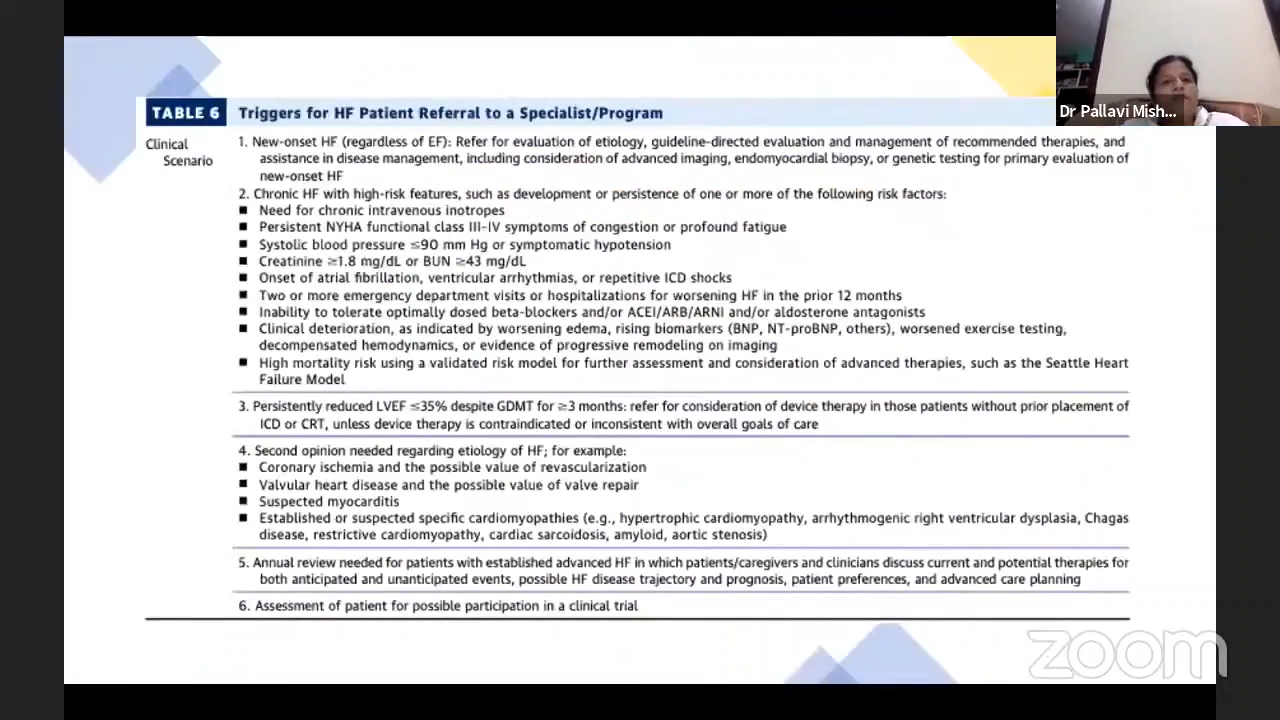 Dr Pallavi Mish...
TABLE 6 Triggers for HF Patient Referral to a Specialist/Program
Clinical
Scenario
1. New-onset HF (regardless of EF): Refer for evaluation of etiology, guideline-directed evaluation and management of recommended therapies, and
assistance in disease management, including consideration of advanced imaging, endomyocardial biopsy, or genetic testing for primary evaluation of
new-onset HF
2. Chronic HF with high-risk features, such as development or persistence of one or more of the following risk factors:
■ Need for chronic intravenous inotropes
■ Persistent NYHA functional class III–IV symptoms of congestion or profound fatigue
■ Systolic blood pressure ≤90 mm Hg or symptomatic hypotension
■ Creatinine ≥1.8 mg/dL or BUN ≥43 mg/dL
■ Onset of atrial fibrillation, ventricular arrhythmias, or repetitive ICD shocks
■ Two or more emergency department visits or hospitalizations for worsening HF in the prior 12 months
■ Inability to tolerate optimally dosed beta-blockers and/or ACEI/ARB/ARNI and/or aldosterone antagonists
■ Clinical deterioration, as indicated by worsening edema, rising biomarkers (BNP, NT-proBNP, others), worsened exercise testing,
decompensated hemodynamics, or evidence of progressive remodeling on imaging
■ High mortality risk using a validated risk model for further assessment and consideration of advanced therapies, such as the Seattle Heart
Failure Model
3. Persistently reduced LVEF ≤35% despite GDMT for ≥3 months: refer for consideration of device therapy in those patients without prior placement of
ICD or CRT, unless device therapy is contraindicated or inconsistent with overall goals of care
4. Second opinion needed regarding etiology of HF; for example:
■ Coronary ischemia and the possible value of revascularization
■ Valvular heart disease and the possible value of valve repair
■ Suspected myocarditis
■ Established or suspected specific cardiomyopathies (e.g., hypertrophic cardiomyopathy, arrhythmogenic right ventricular dysplasia, Chagas
disease, restrictive cardiomyopathy, cardiac sarcoidosis, amyloid, aortic stenosis)
5. Annual review needed for patients with established advanced HF in which patients/caregivers and clinicians discuss current and potential therapies for
both anticipated and unanticipated events, possible HF disease trajectory and prognosis, patient preferences, and advanced care planning
6. Assessment of patient for possible participation in a clinical trial
zoom